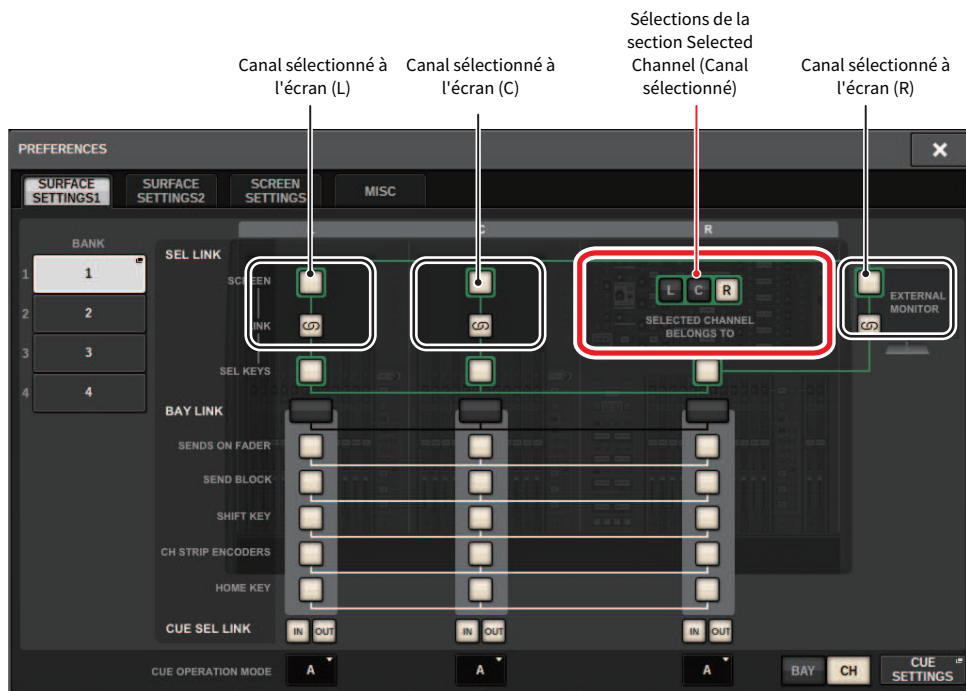 Sélections de la
section Selected
Channel (Canal
sélectionné)
Canal sélectionné à
l'écran (L)
Canal sélectionné à
l'écran (C)
Canal sélectionné à
l'écran (R)
PREFERENCES
SURFACE
SETTINGS1
SURFACE
SETTINGS2
SCREEN
SETTINGS
MISC
BANK
1 1
2 2
3 3
4 4
R
SEL LINK
SCREEN
L C R
SELECTED CHANNEL
BELONGS TO
EXTERNAL
MONITOR
LINK
SEL KEYS
BAY LINK
SENDS ON FADER
SEND BLOCK
SHIFT KEY
CH STRIP ENCODERS
HOME KEY
CUE SEL LINK IN OUT IN OUT IN OUT
CUE OPERATION MODE A A A BAY CH
CUE
SETTINGS